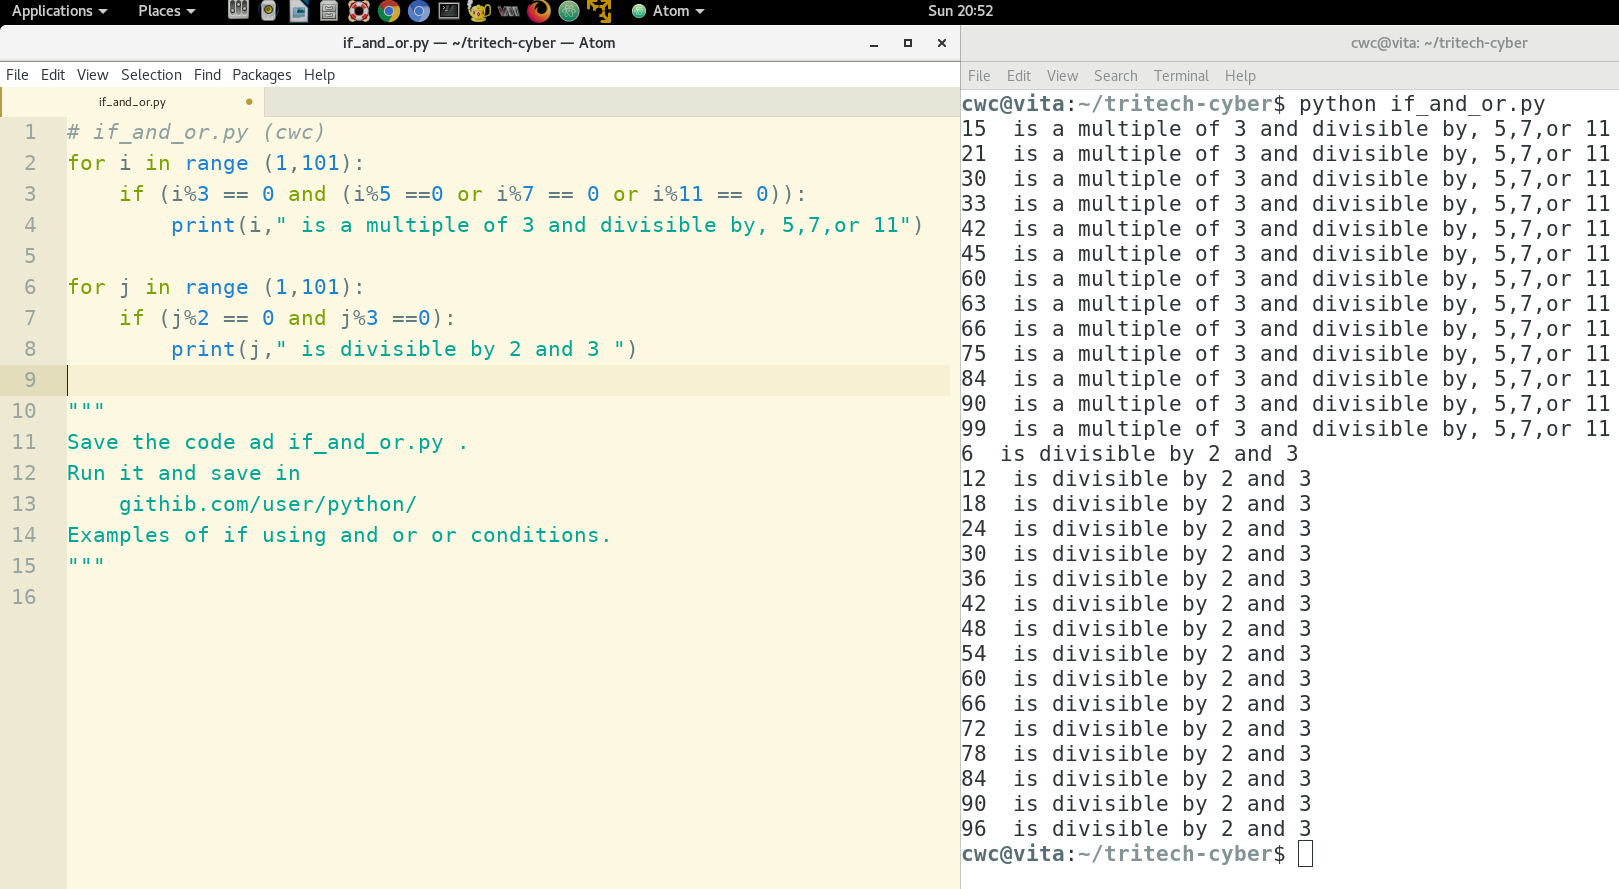 Applications Places Atom Sun 20:52
if_and_or.py — ~/tritech-cyber — Atom
File Edit View Selection Find Packages Help
if_and_or.py
1 # if_and_or.py (cwc)
2 for i in range (1,101):
3     if (i%3 == 0 and (i%5 ==0 or i%7 == 0 or i%11 == 0)):
4         print(i," is a multiple of 3 and divisible by, 5,7,or 11")
5
6 for j in range (1,101):
7     if (j%2 == 0 and j%3 ==0):
8         print(j," is divisible by 2 and 3 ")
9
10 """
11 Save the code ad if_and_or.py .
12 Run it and save in
13     githib.com/user/python/
14 Examples of if using and or or conditions.
15 """
16
cwc@vita: ~/tritech-cyber
File Edit View Search Terminal Help
cwc@vita:~/tritech-cyber$ python if_and_or.py
15  is a multiple of 3 and divisible by, 5,7,or 11
21  is a multiple of 3 and divisible by, 5,7,or 11
30  is a multiple of 3 and divisible by, 5,7,or 11
33  is a multiple of 3 and divisible by, 5,7,or 11
42  is a multiple of 3 and divisible by, 5,7,or 11
45  is a multiple of 3 and divisible by, 5,7,or 11
60  is a multiple of 3 and divisible by, 5,7,or 11
63  is a multiple of 3 and divisible by, 5,7,or 11
66  is a multiple of 3 and divisible by, 5,7,or 11
75  is a multiple of 3 and divisible by, 5,7,or 11
84  is a multiple of 3 and divisible by, 5,7,or 11
90  is a multiple of 3 and divisible by, 5,7,or 11
99  is a multiple of 3 and divisible by, 5,7,or 11
6  is divisible by 2 and 3
12  is divisible by 2 and 3
18  is divisible by 2 and 3
24  is divisible by 2 and 3
30  is divisible by 2 and 3
36  is divisible by 2 and 3
42  is divisible by 2 and 3
48  is divisible by 2 and 3
54  is divisible by 2 and 3
60  is divisible by 2 and 3
66  is divisible by 2 and 3
72  is divisible by 2 and 3
78  is divisible by 2 and 3
84  is divisible by 2 and 3
90  is divisible by 2 and 3
96  is divisible by 2 and 3
cwc@vita:~/tritech-cyber$